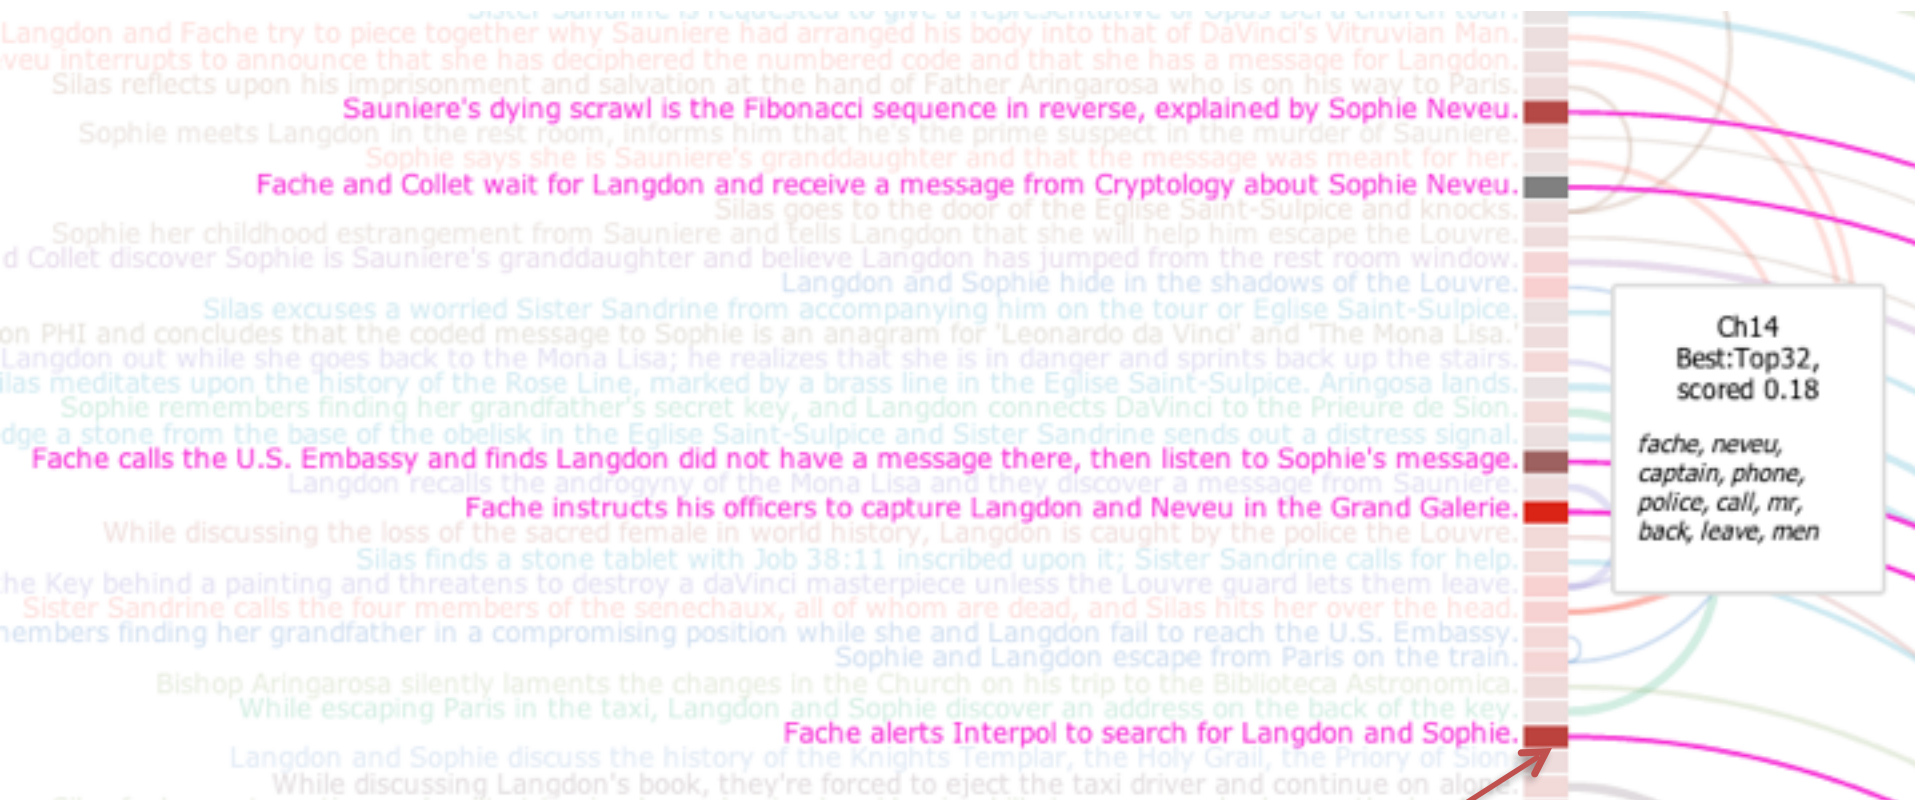 Sister Sandrine is requested to give a representative of Opus Dei a church tour.
Langdon and Fache try to piece together why Sauniere had arranged his body into that of DaVinci's Vitruvian Man.
veu interrupts to announce that she has deciphered the numbered code and that she has a message for Langdon.
Silas reflects upon his imprisonment and salvation at the hand of Father Aringarosa who is on his way to Paris.
Sauniere's dying scrawl is the Fibonacci sequence in reverse, explained by Sophie Neveu.
Sophie meets Langdon in the rest room, informs him that he's the prime suspect in the murder of Sauniere.
Sophie says she is Sauniere's granddaughter and that the message was meant for her.
Fache and Collet wait for Langdon and receive a message from Cryptology about Sophie Neveu.
Silas goes to the door of the Eglise Saint-Sulpice and knocks.
Sophie her childhood estrangement from Sauniere and tells Langdon that she will help him escape the Louvre.
d Collet discover Sophie is Sauniere's granddaughter and believe Langdon has jumped from the rest room window.
Langdon and Sophie hide in the shadows of the Louvre.
Silas excuses a worried Sister Sandrine from accompanying him on the tour or Eglise Saint-Sulpice.
on PHI and concludes that the coded message to Sophie is an anagram for 'Leonardo da Vinci' and 'The Mona Lisa.'
Langdon out while she goes back to the Mona Lisa; he realizes that she is in danger and sprints back up the stairs.
ilas meditates upon the history of the Rose Line, marked by a brass line in the Eglise Saint-Sulpice. Aringosa lands.
Sophie remembers finding her grandfather's secret key, and Langdon connects DaVinci to the Prieure de Sion.
dge a stone from the base of the obelisk in the Eglise Saint-Sulpice and Sister Sandrine sends out a distress signal.
Fache calls the U.S. Embassy and finds Langdon did not have a message there, then listen to Sophie's message.
Langdon recalls the androgyny of the Mona Lisa and they discover a message from Sauniere.
Fache instructs his officers to capture Langdon and Neveu in the Grand Galerie.
While discussing the loss of the sacred female in world history, Langdon is caught by the police the Louvre.
Silas finds a stone tablet with Job 38:11 inscribed upon it; Sister Sandrine calls for help.
he Key behind a painting and threatens to destroy a daVinci masterpiece unless the Louvre guard lets them leave.
Sister Sandrine calls the four members of the senechaux, all of whom are dead, and Silas hits her over the head.
members finding her grandfather in a compromising position while she and Langdon fail to reach the U.S. Embassy.
Sophie and Langdon escape from Paris on the train.
Bishop Aringarosa silently laments the changes in the Church on his trip to the Biblioteca Astronomica.
While escaping Paris in the taxi, Langdon and Sophie discover an address on the back of the key.
Fache alerts Interpol to search for Langdon and Sophie.
Langdon and Sophie discuss the history of the Knights Templar, the Holy Grail, the Priory of Sion
While discussing Langdon's book, they're forced to eject the taxi driver and continue on alone.
Ch14
Best:Top32,
scored 0.18
fache, neveu,
captain, phone,
police, call, mr,
back, leave, men